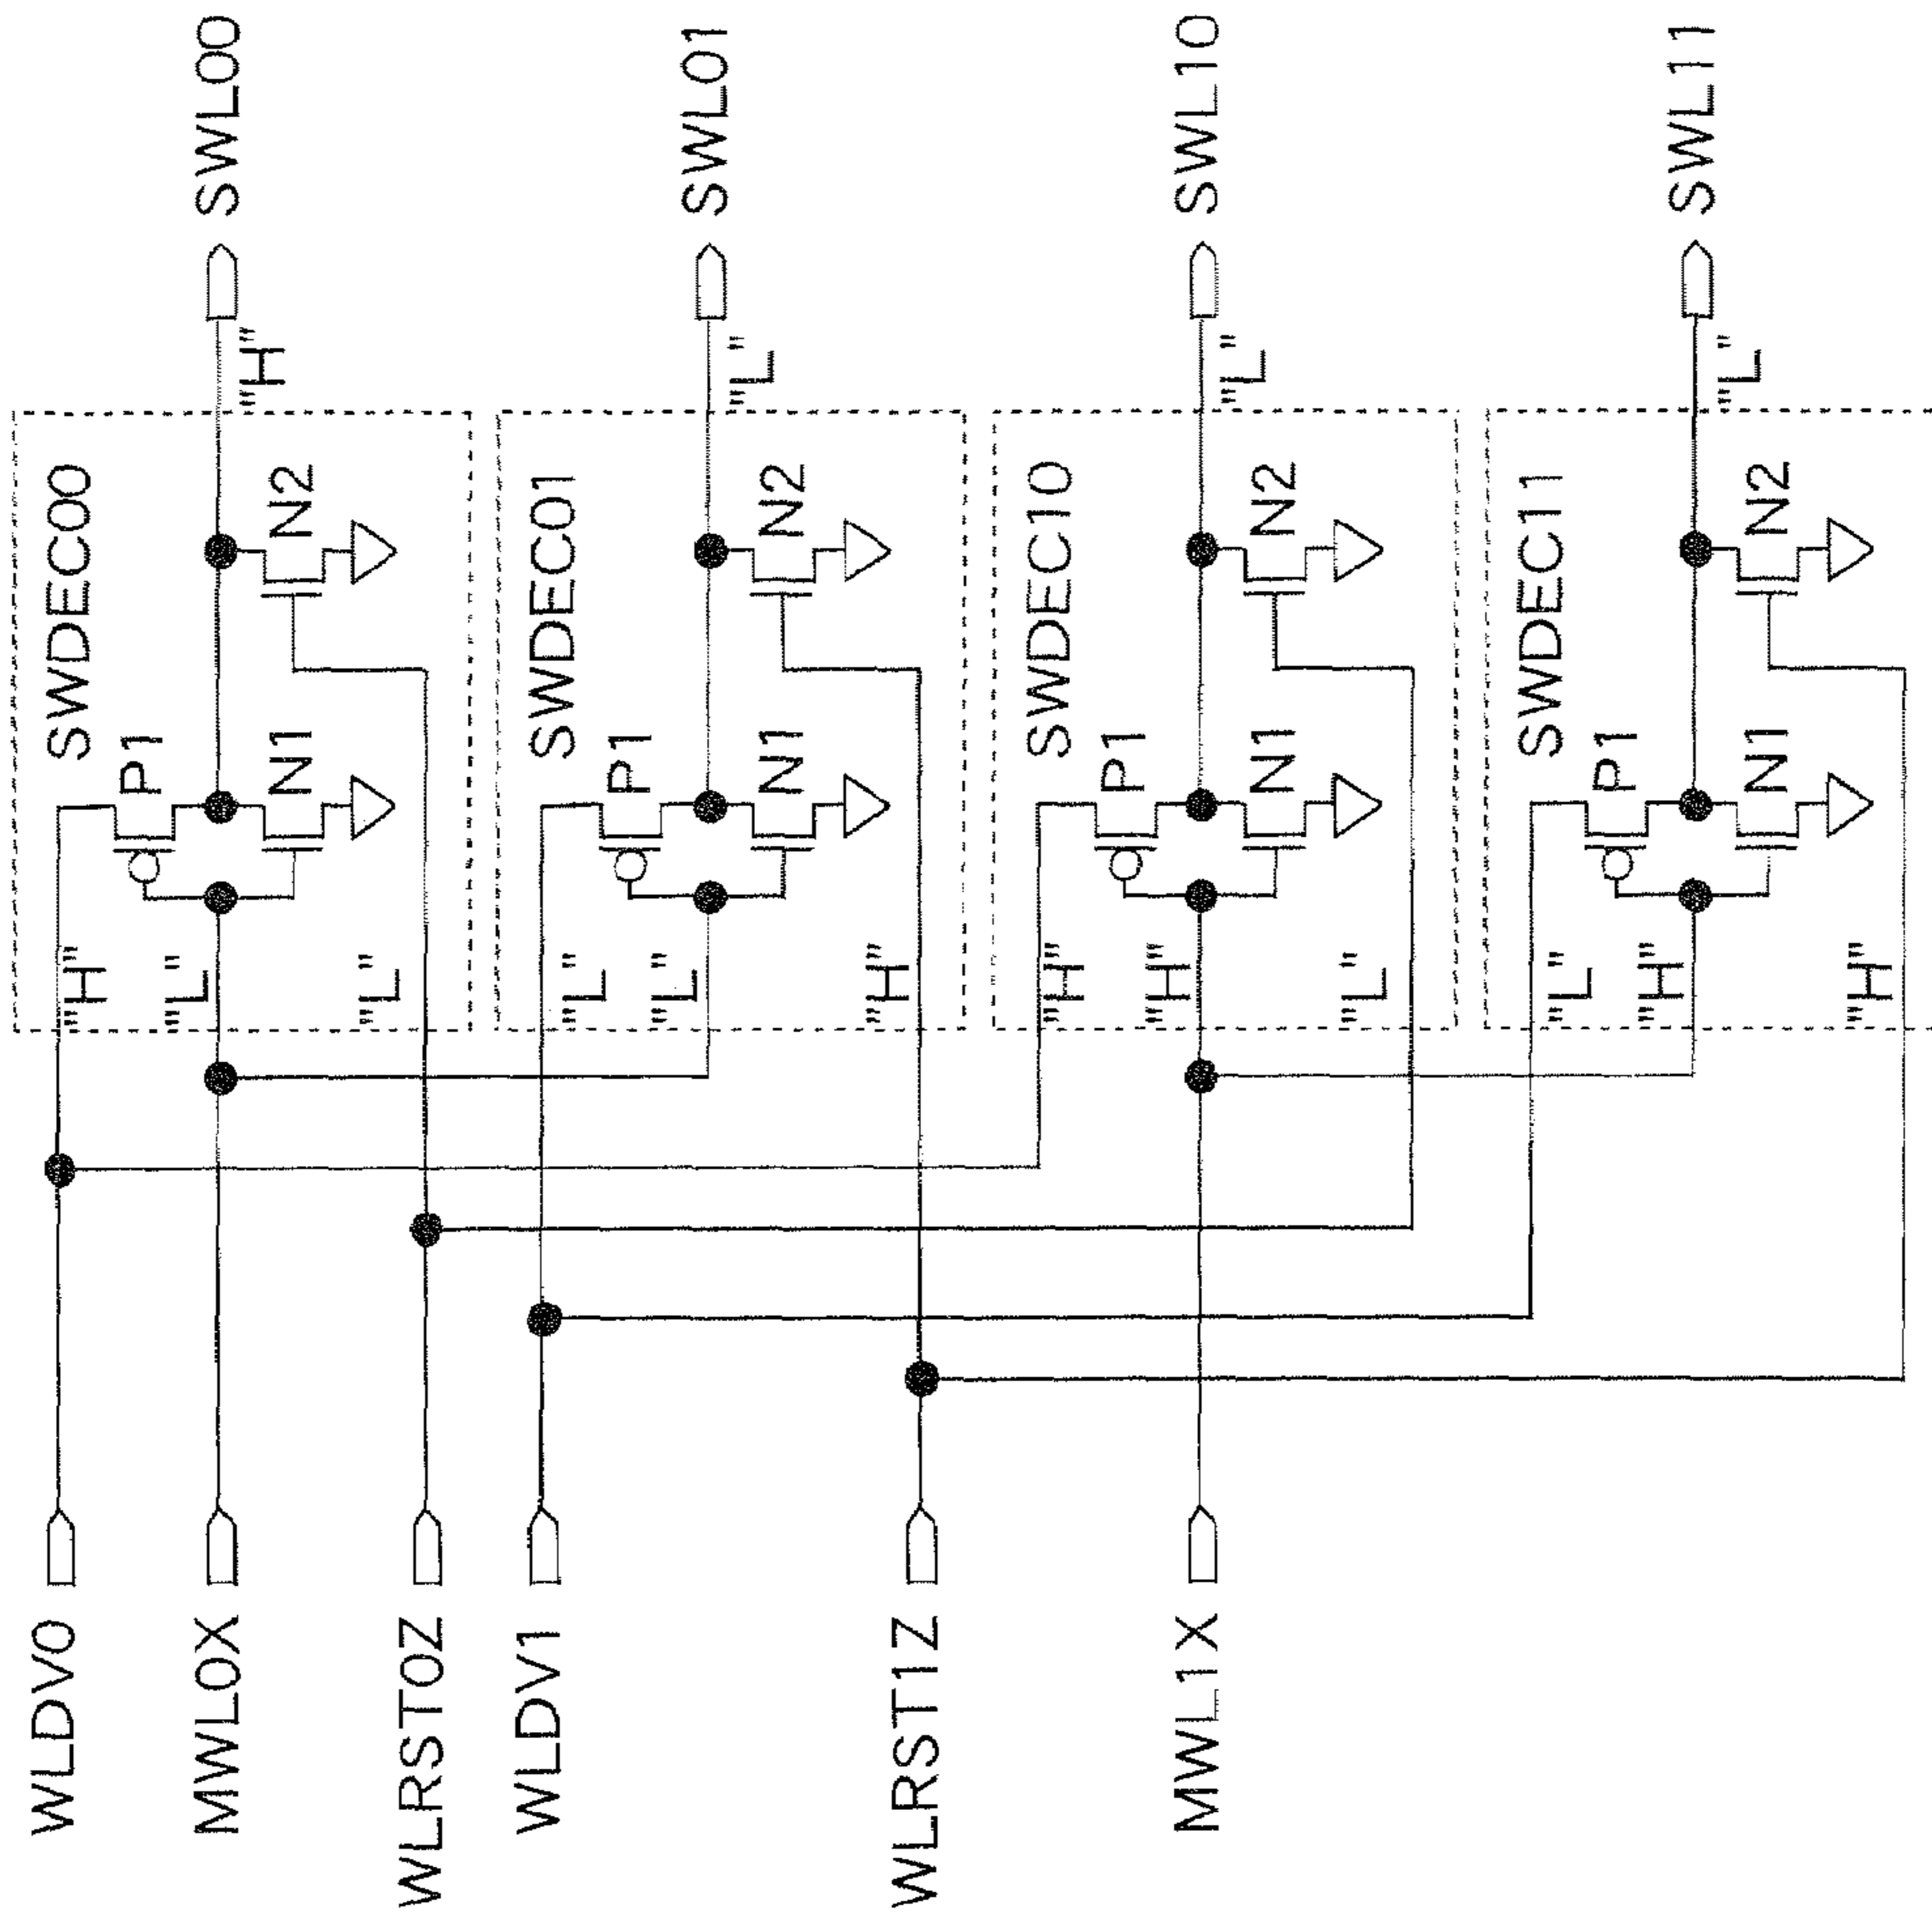 WLDV0
MWL0X
WLRST0Z
WLDV1
WLRST1Z
MWL1X
SWDEC00
P1
N1
N2
"H"
"L"
"L"
"H"
SWL00
SWDEC01
P1
N1
N2
"L"
"L"
"H"
"L"
SWL01
SWDEC10
P1
N1
N2
"H"
"H"
"L"
"L"
SWL10
SWDEC11
P1
N1
N2
"L"
"H"
"H"
"L"
SWL11